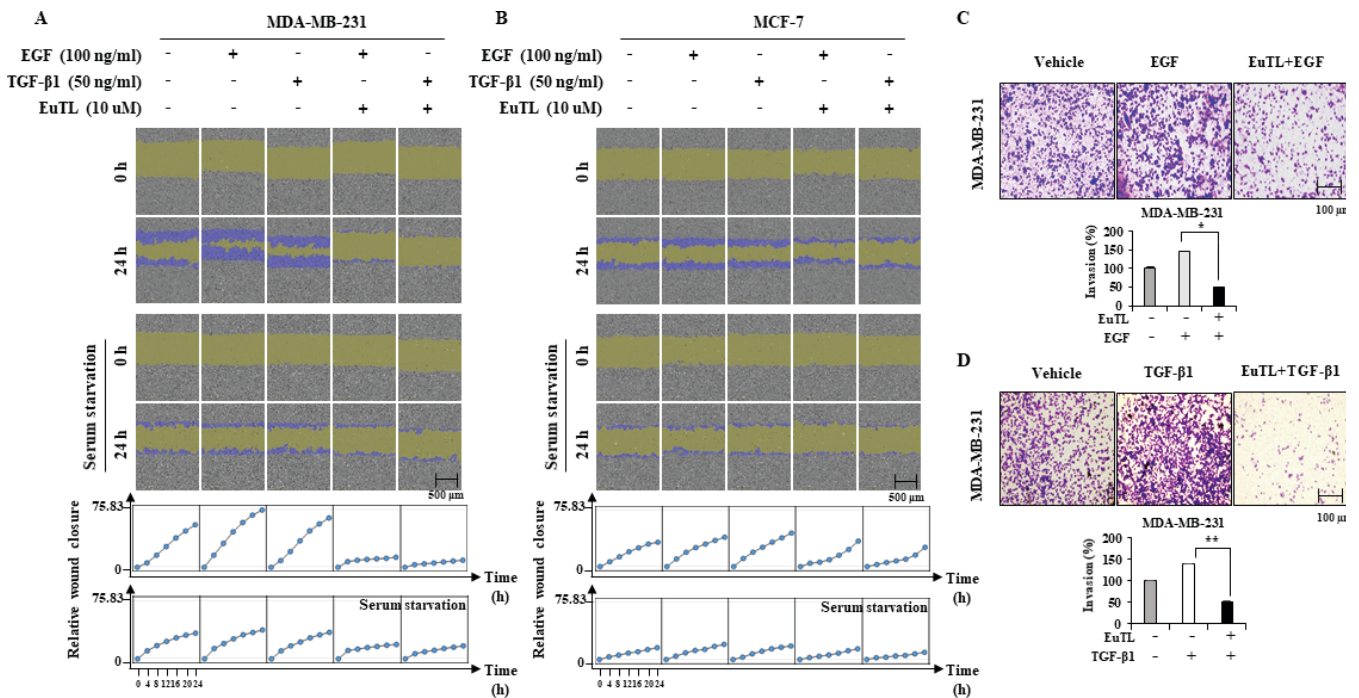 A
MDA-MB-231
EGF (100 ng/ml) - + - + -
TGF-β1 (50 ng/ml) - - + - +
EuTL (10 uM) - - - + +
0 h
24 h
Serum starvation
0 h
24 h
500 µm
Relative wound closure
75.83
0
Time
(h)
Relative wound closure
75.83
0
Serum starvation
Time
(h)
0 4 8 12 16 20 24
B
MCF-7
EGF (100 ng/ml) - + - + -
TGF-β1 (50 ng/ml) - - + - +
EuTL (10 uM) - - - + +
0 h
24 h
Serum starvation
0 h
24 h
500 µm
Relative wound closure
75.83
0
Time
(h)
Relative wound closure
75.83
0
Serum starvation
Time
(h)
0 4 8 12 16 20 24
C
Vehicle EGF EuTL+EGF
MDA-MB-231
100 µm
MDA-MB-231
Invasion (%)
200
150
100
50
0
*
EuTL - - +
EGF - + +
D
Vehicle TGF-β1 EuTL+TGF-β1
MDA-MB-231
100 µm
MDA-MB-231
Invasion (%)
200
150
100
50
0
**
EuTL - - +
TGF-β1 - + +